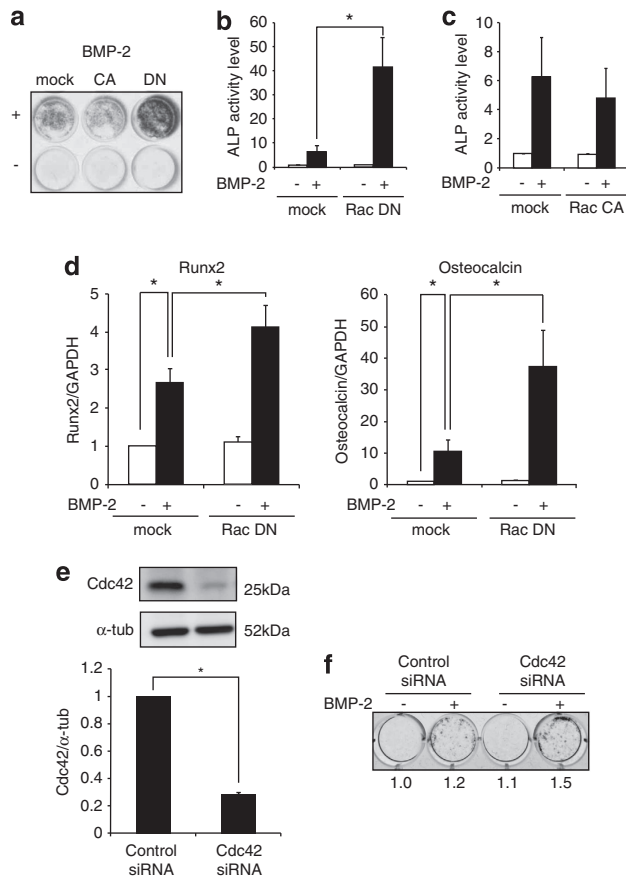 a
BMP-2
mock CA DN
+
-
b
ALP activity level
60
50
40
30
20
10
0
*
BMP-2 - + - +
mock Rac DN
c
ALP activity level
10
8
6
4
2
0
BMP-2 - + - +
mock Rac CA
d
Runx2
Runx2/GAPDH
5
4
3
2
1
0
* *
BMP-2 - + - +
mock Rac DN
Osteocalcin
Osteocalcin/GAPDH
60
50
40
30
20
10
0
* *
BMP-2 - + - +
mock Rac DN
e
Cdc42 25kDa
α-tub 52kDa
Cdc42/α-tub
1.2
1
0.8
0.6
0.4
0.2
0
*
Control siRNA
Cdc42 siRNA
f
Control siRNA
Cdc42 siRNA
BMP-2 - + - +
1.0 1.2 1.1 1.5